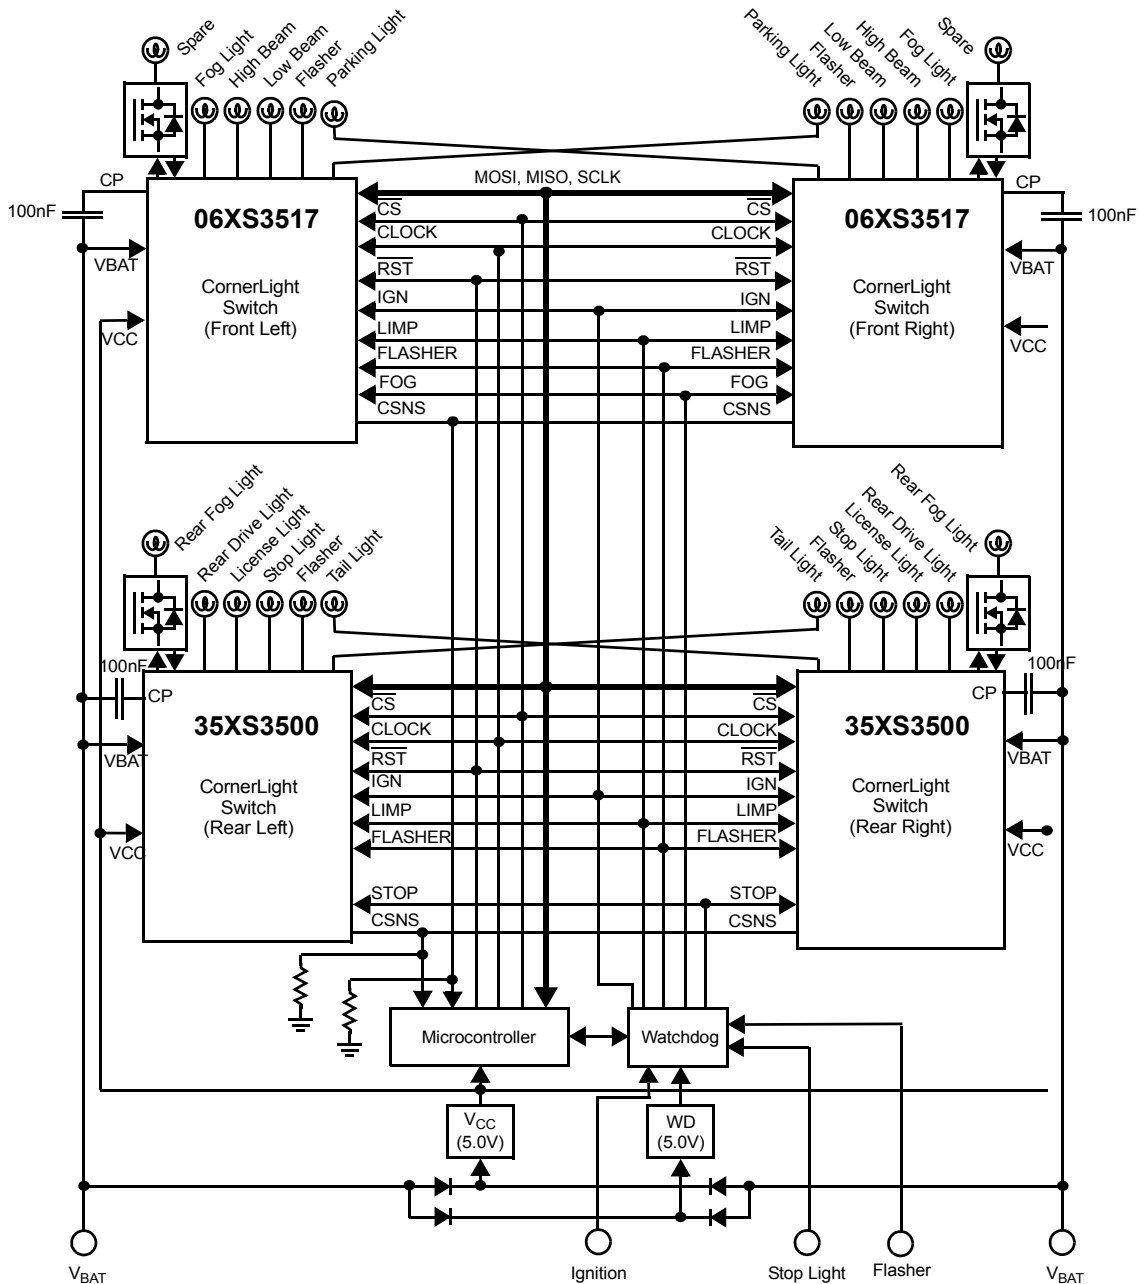 Spare
Fog Light
High Beam
Low Beam
Flasher
Parking Light
Parking Light
Flasher
Low Beam
High Beam
Fog Light
Spare
CP
100nF
VBAT
VCC
06XS3517
CornerLight
Switch
(Front Left)
MOSI, MISO, SCLK
CS
CS
CLOCK
CLOCK
RST
RST
IGN
IGN
LIMP
LIMP
FLASHER
FLASHER
FOG
FOG
CSNS
CSNS
06XS3517
CornerLight
Switch
(Front Right)
CP
100nF
VBAT
VCC
Rear Fog Light
Rear Drive Light
License Light
Stop Light
Flasher
Tail Light
Tail Light
Flasher
Stop Light
License Light
Rear Drive Light
Rear Fog Light
100nF
CP
VBAT
VCC
35XS3500
CornerLight
Switch
(Rear Left)
CS
CS
CLOCK
CLOCK
RST
RST
IGN
IGN
LIMP
LIMP
FLASHER
FLASHER
STOP
STOP
CSNS
CSNS
100nF
CP
35XS3500
CornerLight
Switch
(Rear Right)
VBAT
VCC
Microcontroller
Watchdog
VCC
(5.0V)
WD
(5.0V)
VBAT
Ignition
Stop Light
Flasher
VBAT